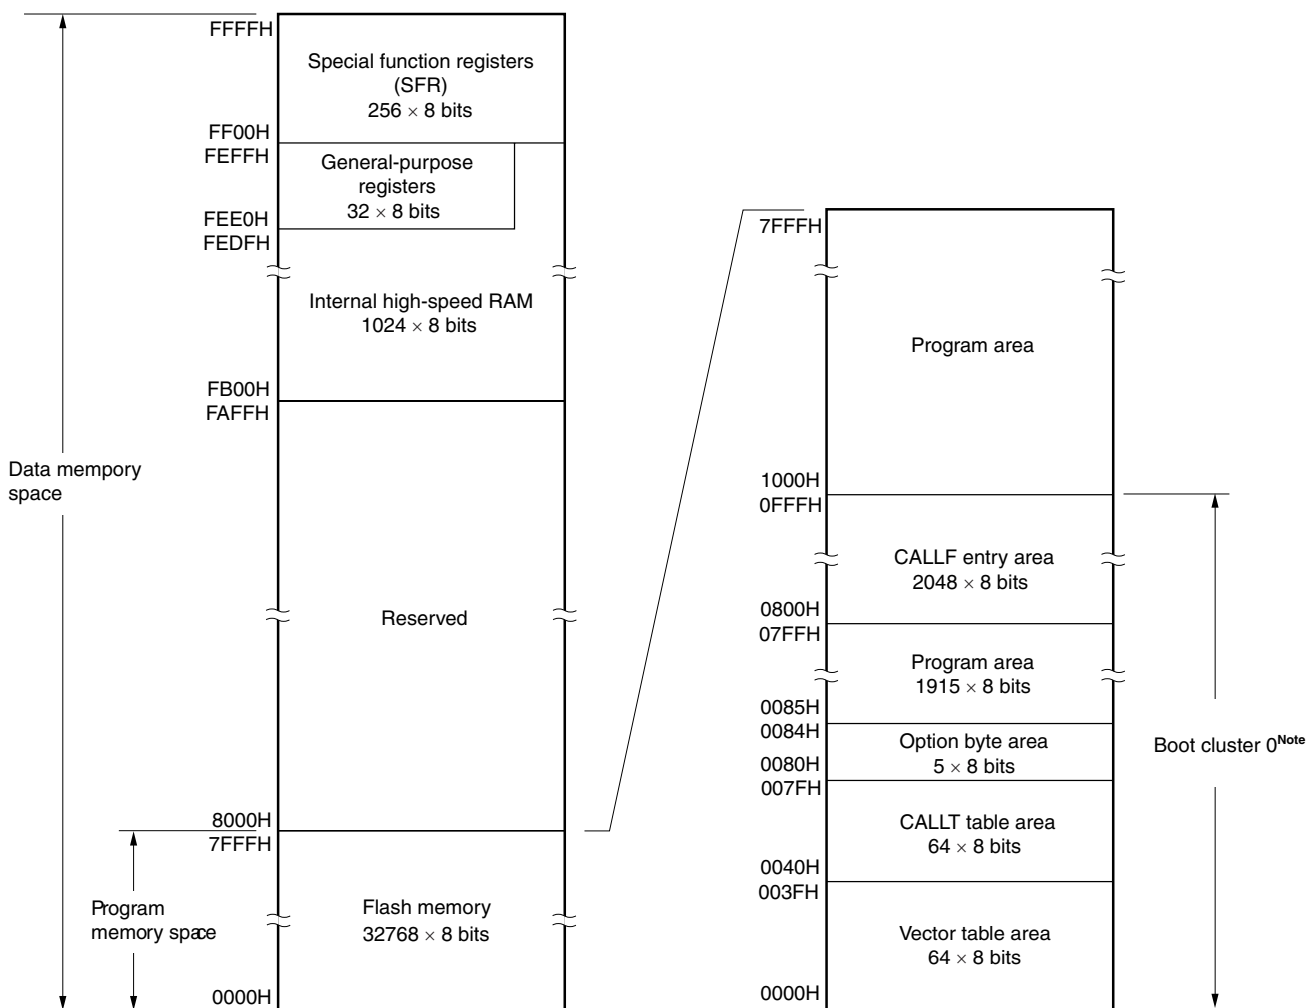 FFFFH
Special function registers
(SFR)
256 × 8 bits
FF00H
FEFFH
General-purpose
registers
32 × 8 bits
FEE0H
FEDFH
Internal high-speed RAM
1024 × 8 bits
FB00H
FAFFH
Data mempory
space
Reserved
8000H
7FFFH
Program
memory space
Flash memory
32768 × 8 bits
0000H
7FFFH
Program area
1000H
0FFFH
CALLF entry area
2048 × 8 bits
0800H
07FFH
Program area
1915 × 8 bits
0085H
0084H
Option byte area
5 × 8 bits
0080H
007FH
CALLT table area
64 × 8 bits
0040H
003FH
Vector table area
64 × 8 bits
0000H
Boot cluster 0Note